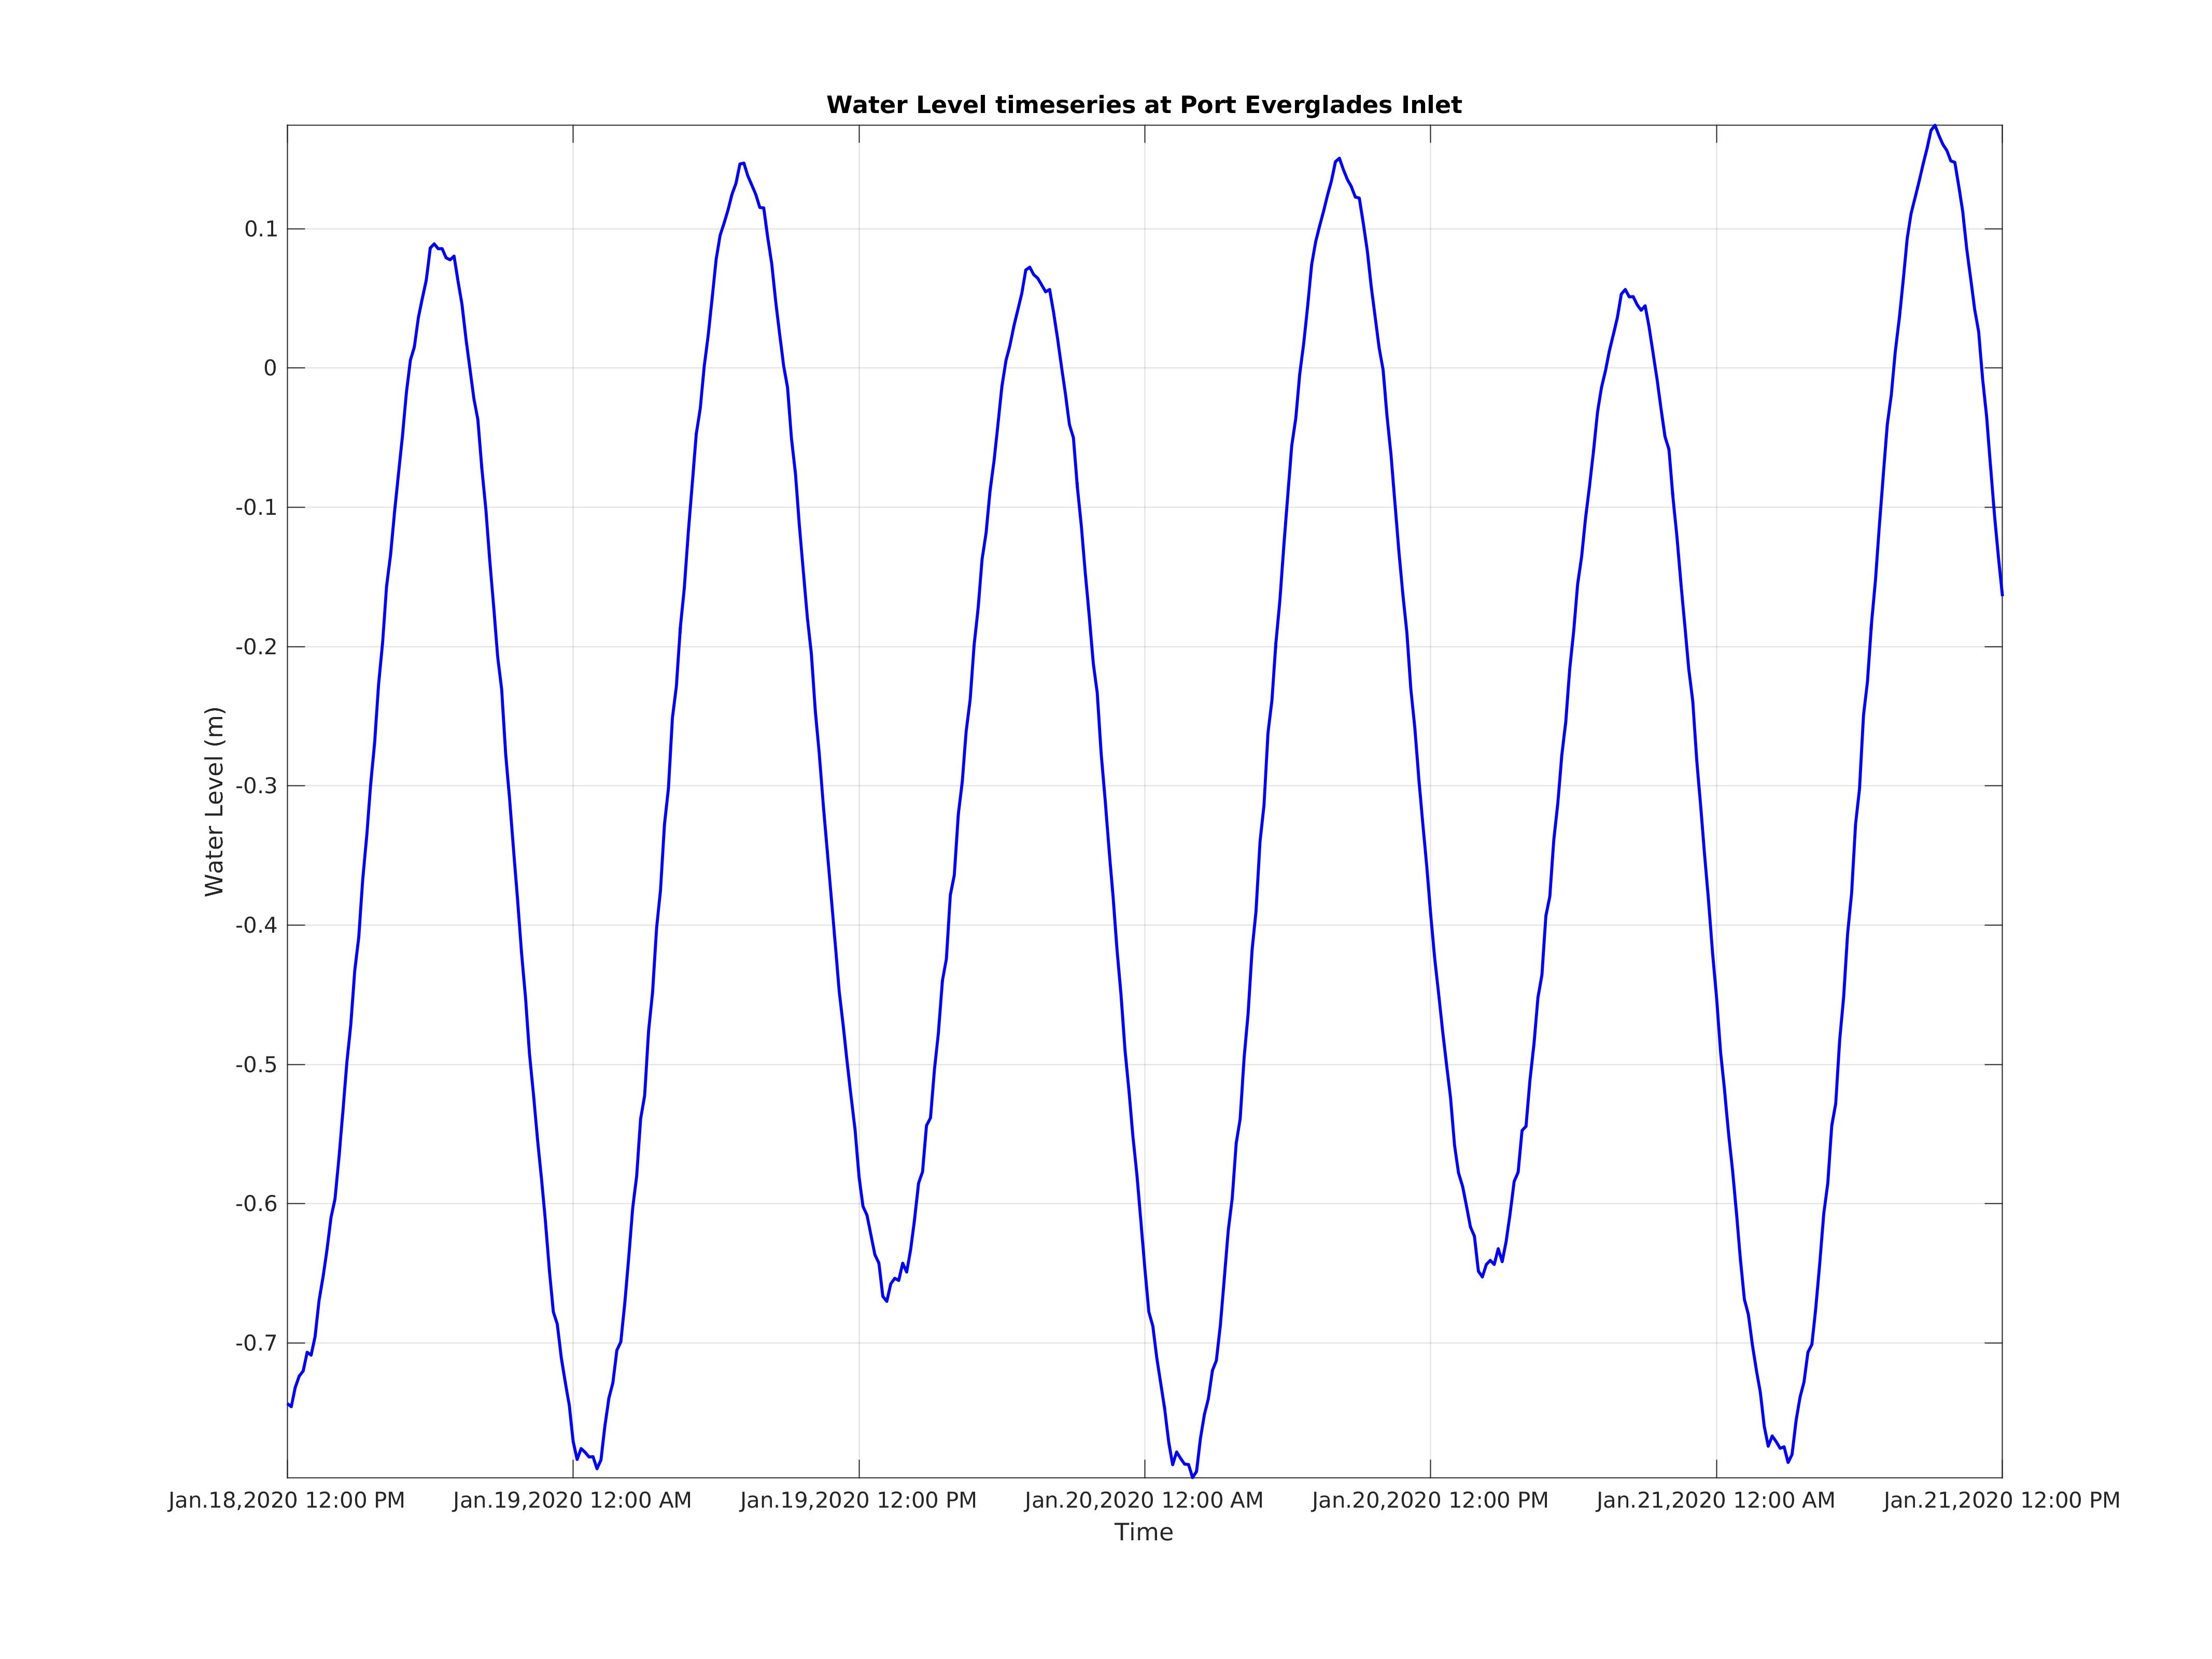 Water Level timeseries at Port Everglades Inlet
0.1
0
-0.1
-0.2
-0.3
-0.4
-0.5
-0.6
-0.7
Water Level (m)
Jan.18,2020 12:00 PM
Jan.19,2020 12:00 AM
Jan.19,2020 12:00 PM
Jan.20,2020 12:00 AM
Jan.20,2020 12:00 PM
Jan.21,2020 12:00 AM
Jan.21,2020 12:00 PM
Time